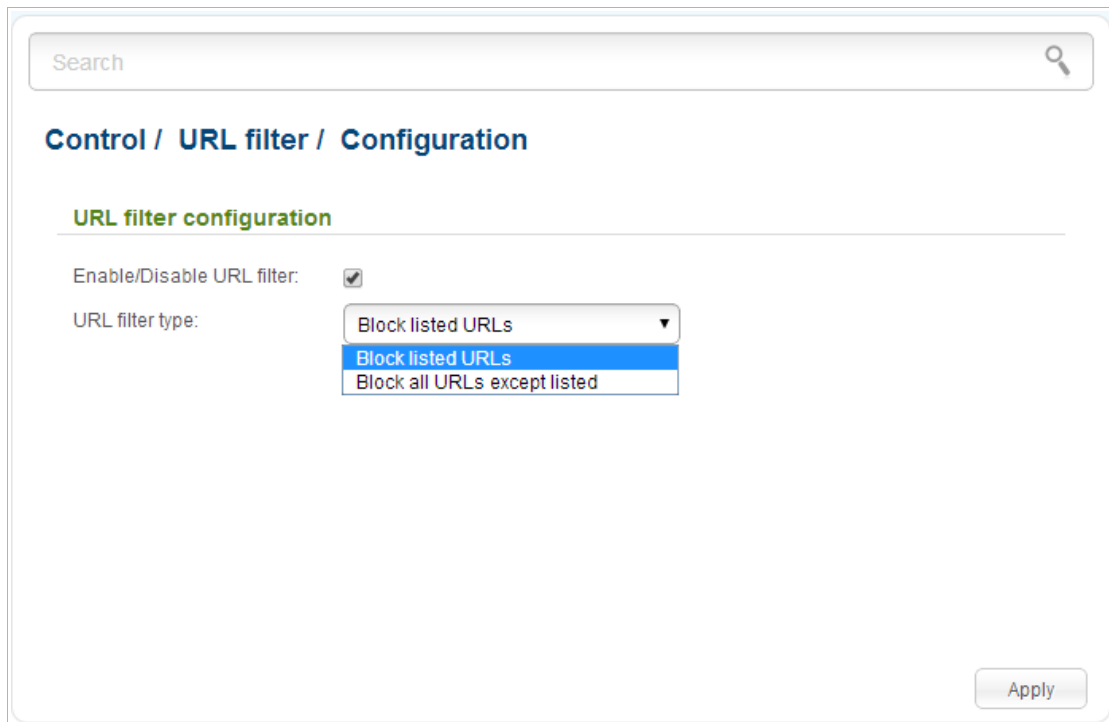 Search
Control / URL filter / Configuration
URL filter configuration
Enable/Disable URL filter:
URL filter type:
Block listed URLs
Block listed URLs
Block all URLs except listed
Apply